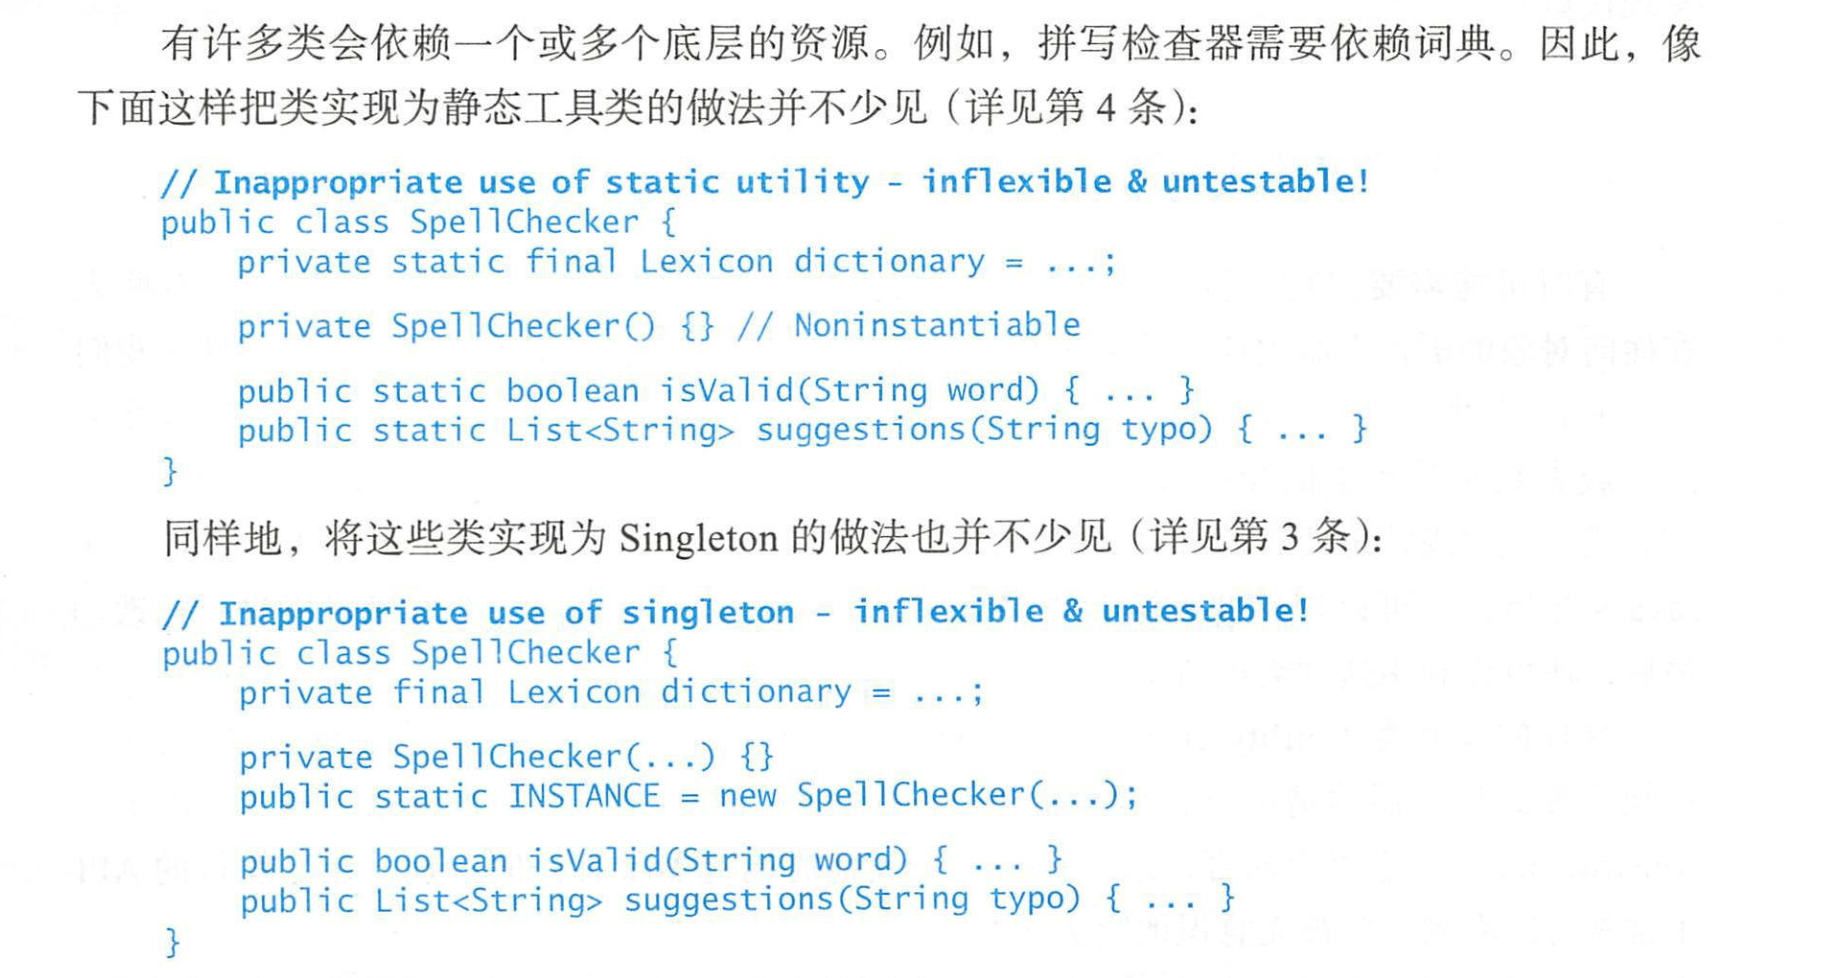 有许多类会依赖一个或多个底层的资源。例如，拼写检查器需要依赖词典。因此，像
下面这样把类实现为静态工具类的做法并不少见（详见第 4 条）：
// Inappropriate use of static utility - inflexible & untestable!
public class SpellChecker {
    private static final Lexicon dictionary = ...;
    private SpellChecker() {} // Noninstantiable
    public static boolean isValid(String word) { ... }
    public static List<String> suggestions(String typo) { ... }
}
同样地，将这些类实现为 Singleton 的做法也并不少见（详见第 3 条）：
// Inappropriate use of singleton - inflexible & untestable!
public class SpellChecker {
    private final Lexicon dictionary = ...;
    private SpellChecker(...) {}
    public static INSTANCE = new SpellChecker(...);
    public boolean isValid(String word) { ... }
    public List<String> suggestions(String typo) { ... }
}